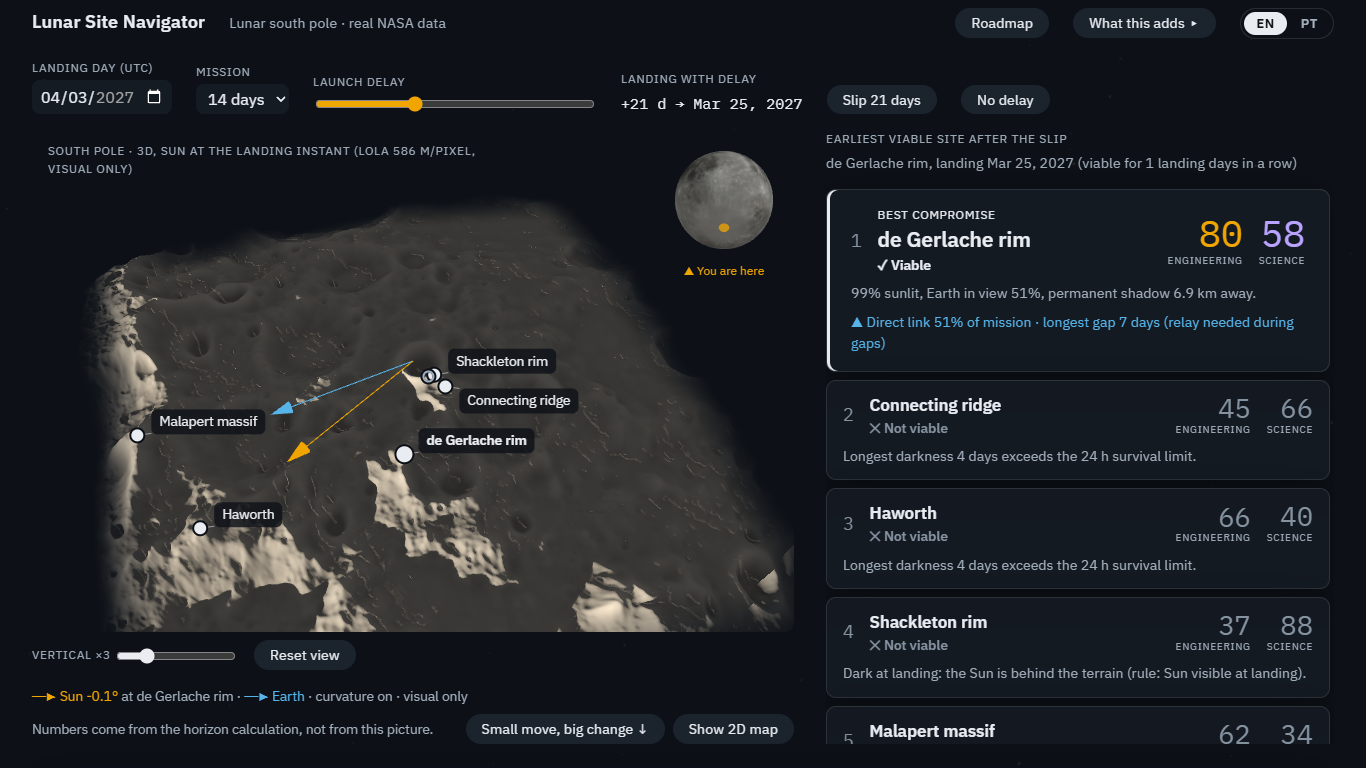 Lunar Site Navigator
Lunar south pole · real NASA data
Roadmap
What this adds ▸
EN
PT
LANDING DAY (UTC)
04/03/2027
MISSION
14 days
LAUNCH DELAY
LANDING WITH DELAY
+21 d → Mar 25, 2027
Slip 21 days
No delay
SOUTH POLE · 3D, SUN AT THE LANDING INSTANT (LOLA 586 M/PIXEL,
VISUAL ONLY)
▲ You are here
Shackleton rim
Connecting ridge
Malapert massif
de Gerlache rim
Haworth
VERTICAL ×3
Reset view
Sun -0.1° at de Gerlache rim · Earth · curvature on · visual only
Numbers come from the horizon calculation, not from this picture.
Small move, big change ↓
Show 2D map
EARLIEST VIABLE SITE AFTER THE SLIP
de Gerlache rim, landing Mar 25, 2027 (viable for 1 landing days in a row)
BEST COMPROMISE
1
de Gerlache rim
✓ Viable
80
ENGINEERING
58
SCIENCE
99% sunlit, Earth in view 51%, permanent shadow 6.9 km away.
▲ Direct link 51% of mission · longest gap 7 days (relay needed during
gaps)
2
Connecting ridge
✕ Not viable
45
ENGINEERING
66
SCIENCE
Longest darkness 4 days exceeds the 24 h survival limit.
3
Haworth
✕ Not viable
66
ENGINEERING
40
SCIENCE
Longest darkness 4 days exceeds the 24 h survival limit.
4
Shackleton rim
✕ Not viable
37
ENGINEERING
88
SCIENCE
Dark at landing: the Sun is behind the terrain (rule: Sun visible at landing).
5
Malapert massif
62
34